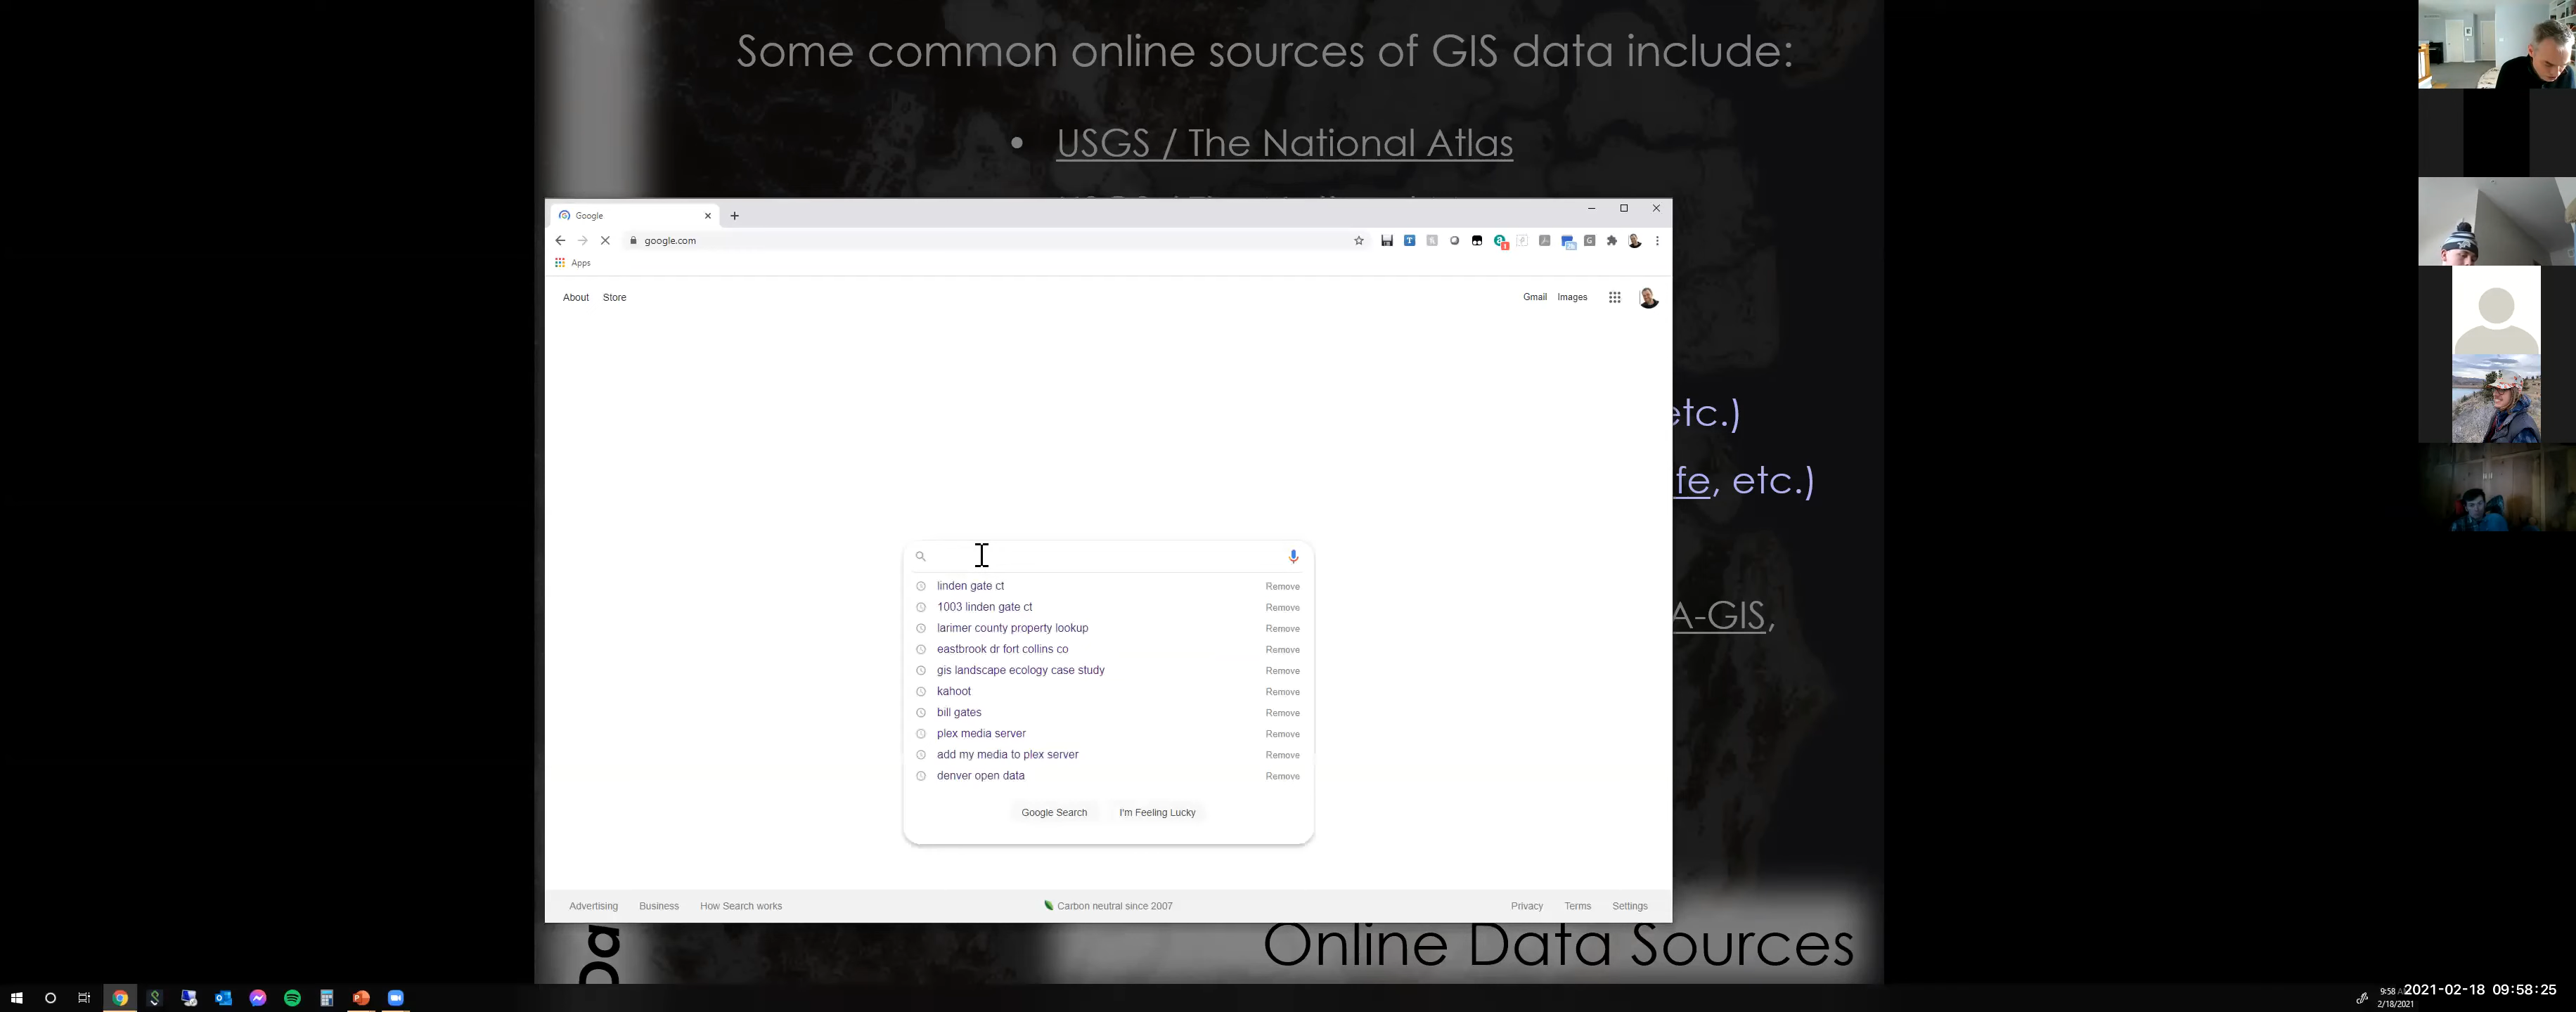 Some common online sources of GIS data include:
• USGS / The National Atlas
Google
google.com
Apps
About Store
Gmail Images
etc.)
fe, etc.)
linden gate ct Remove
1003 linden gate ct Remove
larimer county property lookup Remove
A-GIS,
eastbrook dr fort collins co Remove
gis landscape ecology case study Remove
kahoot Remove
bill gates Remove
plex media server Remove
add my media to plex server Remove
denver open data Remove
Google Search I'm Feeling Lucky
Advertising Business How Search works Carbon neutral since 2007 Privacy Terms Settings
Da
Online Data Sources
9:58
2/18/2021
2021-02-18 09:58:25